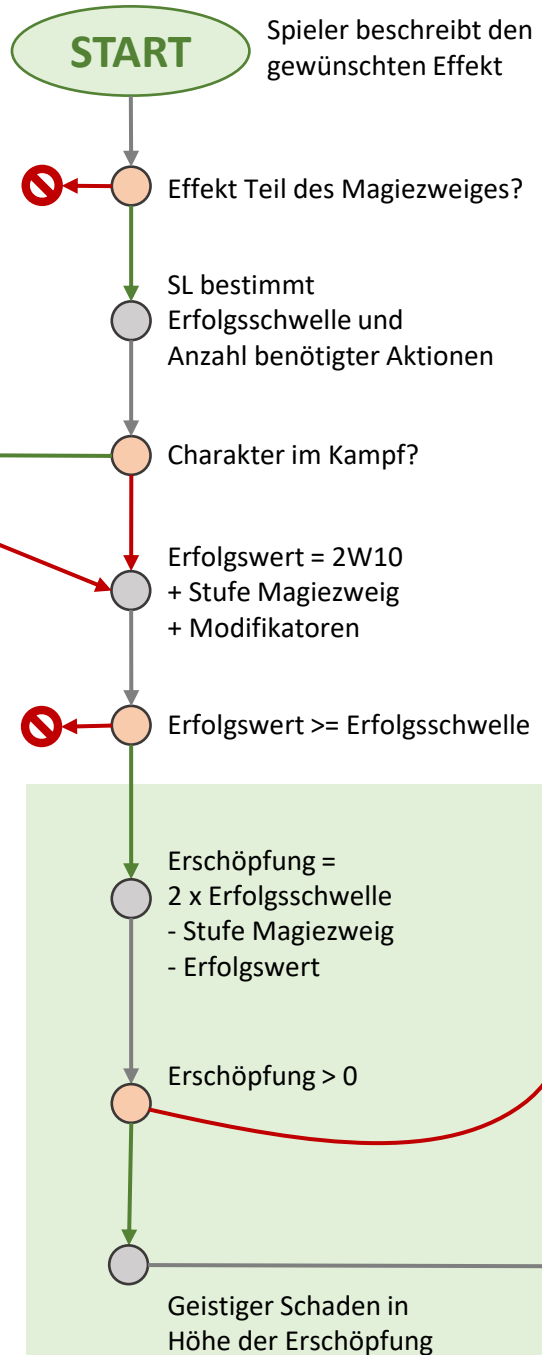 START
Spieler beschreibt den
gewünschten Effekt
Effekt Teil des Magiezweiges?
SL bestimmt
Erfolgsschwelle und
Anzahl benötigter Aktionen
Charakter im Kampf?
Erfolgswert = 2W10
+ Stufe Magiezweig
+ Modifikatoren
Erfolgswert >= Erfolgsschwelle
Erschöpfung =
2 x Erfolgsschwelle
- Stufe Magiezweig
- Erfolgswert
Erschöpfung > 0
Geistiger Schaden in
Höhe der Erschöpfung